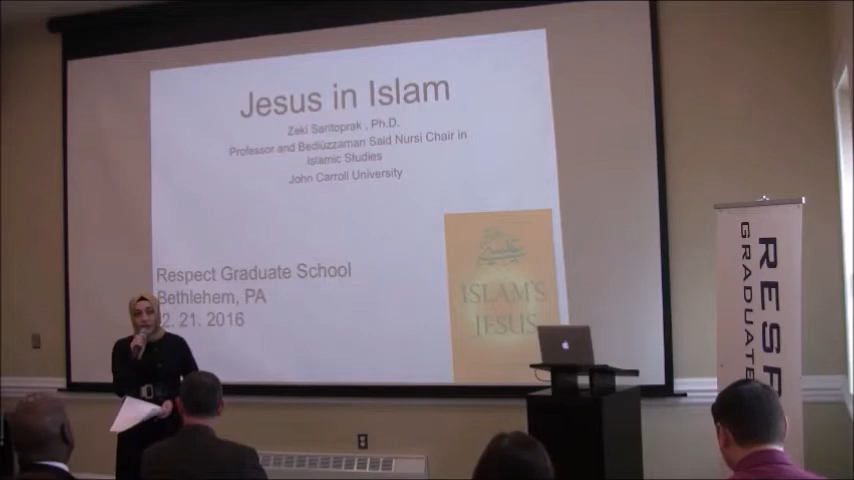 Jesus in Islam
Zeki Saritoprak , Ph.D.
Professor and Bediüzzaman Said Nursi Chair in
Islamic Studies
John Carroll University
Respect Graduate School
Bethlehem, PA
2. 21. 2016
ISLAM'S
JESUS
RESP
GRADUATE